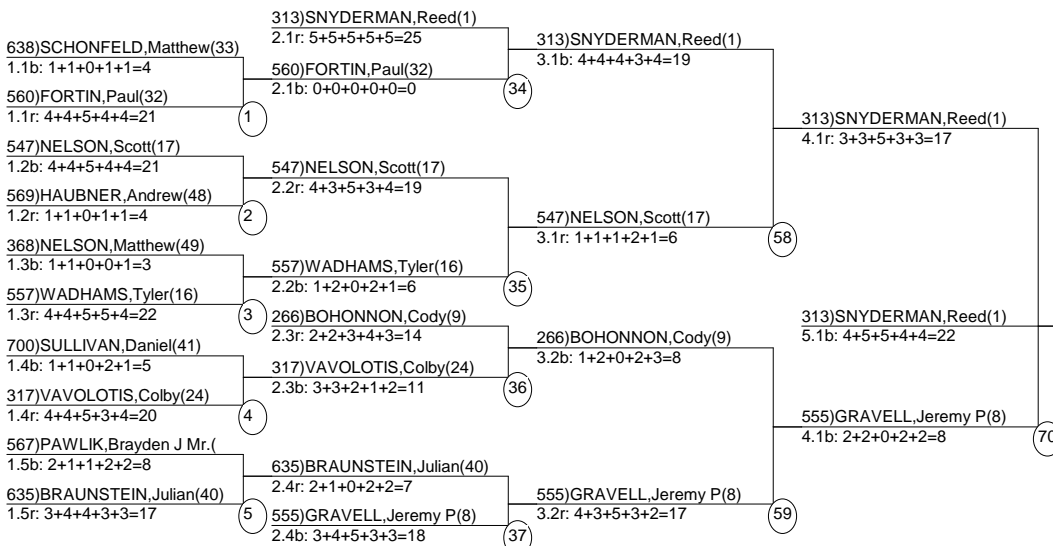 638)SCHONFELD,Matthew(33)
1.1b: 1+1+0+1+1=4
560)FORTIN,Paul(32)
1.1r: 4+4+5+4+4=21
1
547)NELSON,Scott(17)
1.2b: 4+4+5+4+4=21
569)HAUBNER,Andrew(48)
1.2r: 1+1+0+1+1=4
2
368)NELSON,Matthew(49)
1.3b: 1+1+0+0+1=3
557)WADHAMS,Tyler(16)
1.3r: 4+4+5+5+4=22
3
700)SULLIVAN,Daniel(41)
1.4b: 1+1+0+2+1=5
317)VAVOLOTIS,Colby(24)
1.4r: 4+4+5+3+4=20
4
567)PAWLIK,Brayden J Mr.(
1.5b: 2+1+1+2+2=8
635)BRAUNSTEIN,Julian(40)
1.5r: 3+4+4+3+3=17
5
313)SNYDERMAN,Reed(1)
2.1r: 5+5+5+5+5=25
560)FORTIN,Paul(32)
2.1b: 0+0+0+0+0=0
34
547)NELSON,Scott(17)
2.2r: 4+3+5+3+4=19
557)WADHAMS,Tyler(16)
2.2b: 1+2+0+2+1=6
35
266)BOHONNON,Cody(9)
2.3r: 2+2+3+4+3=14
317)VAVOLOTIS,Colby(24)
2.3b: 3+3+2+1+2=11
36
635)BRAUNSTEIN,Julian(40)
2.4r: 2+1+0+2+2=7
555)GRAVELL,Jeremy P(8)
2.4b: 3+4+5+3+3=18
37
313)SNYDERMAN,Reed(1)
3.1b: 4+4+4+3+4=19
547)NELSON,Scott(17)
3.1r: 1+1+1+2+1=6
58
266)BOHONNON,Cody(9)
3.2b: 1+2+0+2+3=8
555)GRAVELL,Jeremy P(8)
3.2r: 4+3+5+3+2=17
59
313)SNYDERMAN,Reed(1)
4.1r: 3+3+5+3+3=17
313)SNYDERMAN,Reed(1)
5.1b: 4+5+5+4+4=22
555)GRAVELL,Jeremy P(8)
4.1b: 2+2+0+2+2=8
70